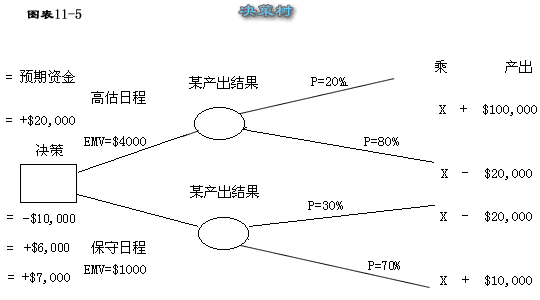 图表11-5
决策树
= 预期资金
= +$20,000
决策
= -$10,000
= +$6,000
= +$7,000
高估日程
EMV=$4000
保守日程
EMV=$1000
某产出结果
某产出结果
P=20%
P=80%
P=30%
P=70%
乘 产出
X + $100,000
X - $20,000
X - $20,000
X + $10,000